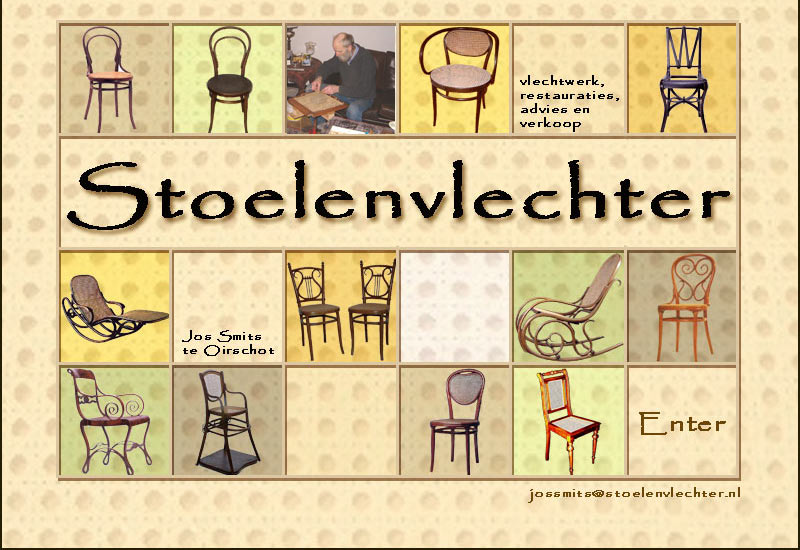 vlechtwerk,
restauraties,
advies en
verkoop
Stoelenvlechter
Jos Smits
te Oirschot
Enter
jossmits@stoelenvlechter.nl